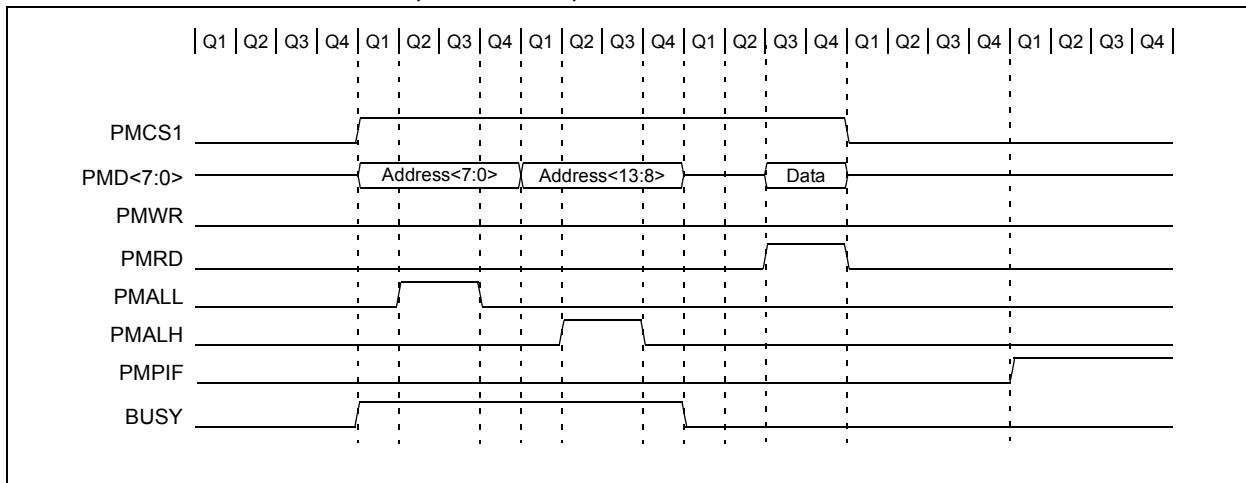 Q1 Q2 Q3 Q4 Q1 Q2 Q3 Q4 Q1 Q2 Q3 Q4 Q1 Q2 Q3 Q4 Q1 Q2 Q3 Q4 Q1 Q2 Q3 Q4
PMCS1
PMD<7:0> Address<7:0> Address<13:8> Data
PMWR
PMRD
PMALL
PMALH
PMPIF
BUSY